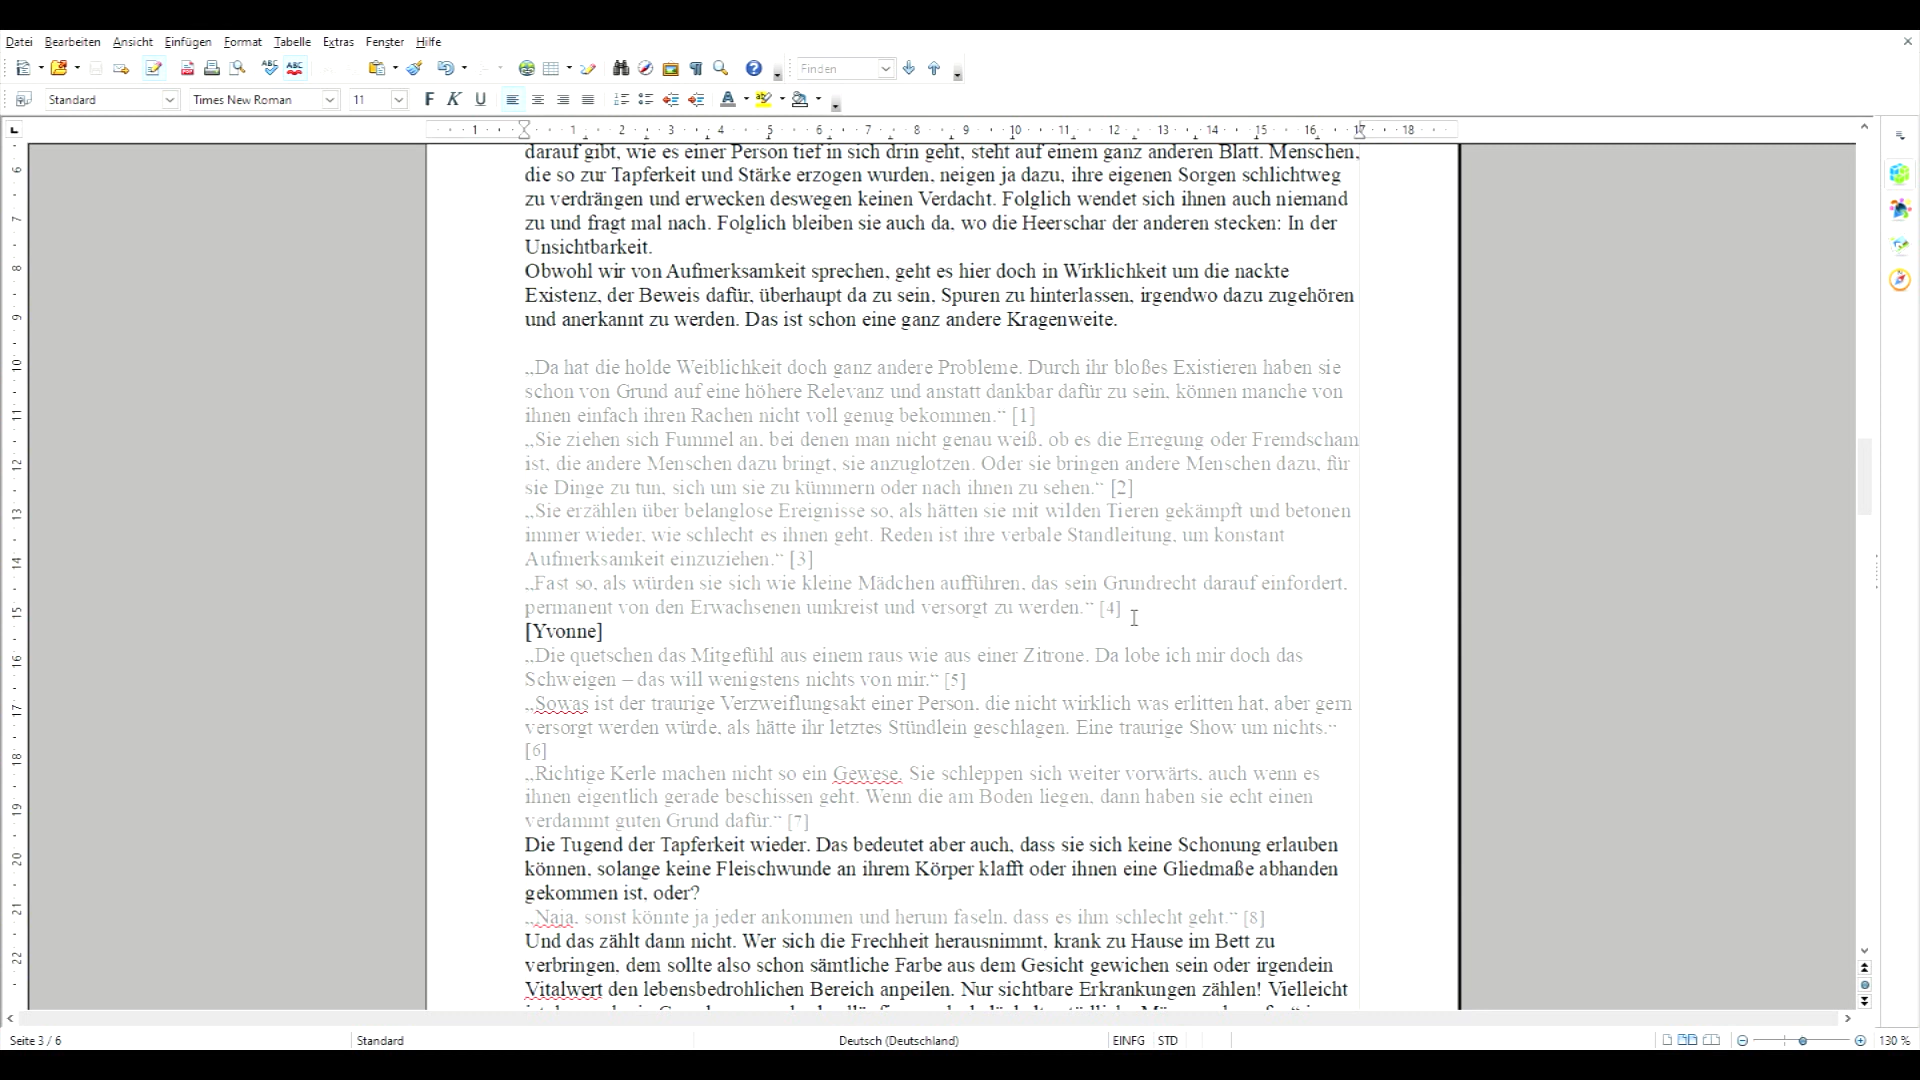 Datei Bearbeiten Ansicht Einfügen Format Tabelle Extras Fenster Hilfe
Finden
Standard Times New Roman 11 F K U
1 1 2 3 4 5 6 7 8 9 10 11 12 13 14 15 16 17 18
darauf gibt, wie es einer Person tief in sich drin geht, steht auf einem ganz anderen Blatt. Menschen,
die so zur Tapferkeit und Stärke erzogen wurden, neigen ja dazu, ihre eigenen Sorgen schlichtweg
zu verdrängen und erwecken deswegen keinen Verdacht. Folglich wendet sich ihnen auch niemand
zu und fragt mal nach. Folglich bleiben sie auch da, wo die Heerschar der anderen stecken: In der
Unsichtbarkeit.
Obwohl wir von Aufmerksamkeit sprechen, geht es hier doch in Wirklichkeit um die nackte
Existenz, der Beweis dafür, überhaupt da zu sein, Spuren zu hinterlassen, irgendwo dazu zugehören
und anerkannt zu werden. Das ist schon eine ganz andere Kragenweite.
„Da hat die holde Weiblichkeit doch ganz andere Probleme. Durch ihr bloßes Existieren haben sie
schon von Grund auf eine höhere Relevanz und anstatt dankbar dafür zu sein, können manche von
ihnen einfach ihren Rachen nicht voll genug bekommen.“ [1]
„Sie ziehen sich Fummel an, bei denen man nicht genau weiß, ob es die Erregung oder Fremdscham
ist, die andere Menschen dazu bringt, sie anzuglotzen. Oder sie bringen andere Menschen dazu, für
sie Dinge zu tun, sich um sie zu kümmern oder nach ihnen zu sehen.“ [2]
„Sie erzählen über belanglose Ereignisse so, als hätten sie mit wilden Tieren gekämpft und betonen
immer wieder, wie schlecht es ihnen geht. Reden ist ihre verbale Standleitung, um konstant
Aufmerksamkeit einzuziehen.“ [3]
„Fast so, als würden sie sich wie kleine Mädchen aufführen, das sein Grundrecht darauf einfordert,
permanent von den Erwachsenen umkreist und versorgt zu werden.“ [4]
[Yvonne]
„Die quetschen das Mitgefühl aus einem raus wie aus einer Zitrone. Da lobe ich mir doch das
Schweigen – das will wenigstens nichts von mir.“ [5]
„Sowas ist der traurige Verzweiflungsakt einer Person, die nicht wirklich was erlitten hat, aber gern
versorgt werden würde, als hätte ihr letztes Stündlein geschlagen. Eine traurige Show um nichts.“
[6]
„Richtige Kerle machen nicht so ein Gewese. Sie schleppen sich weiter vorwärts, auch wenn es
ihnen eigentlich gerade beschissen geht. Wenn die am Boden liegen, dann haben sie echt einen
verdammt guten Grund dafür.“ [7]
Die Tugend der Tapferkeit wieder. Das bedeutet aber auch, dass sie sich keine Schonung erlauben
können, solange keine Fleischwunde an ihrem Körper klafft oder ihnen eine Gliedmaße abhanden
gekommen ist, oder?
„Naja, sonst könnte ja jeder ankommen und herum faseln, dass es ihm schlecht geht.“ [8]
Und das zählt dann nicht. Wer sich die Frechheit herausnimmt, krank zu Hause im Bett zu
verbringen, dem sollte also schon sämtliche Farbe aus dem Gesicht gewichen sein oder irgendein
Vitalwert den lebensbedrohlichen Bereich anpeilen. Nur sichtbare Erkrankungen zählen! Vielleicht
Seite 3 / 6 Standard Deutsch (Deutschland) EINFG STD 130 %